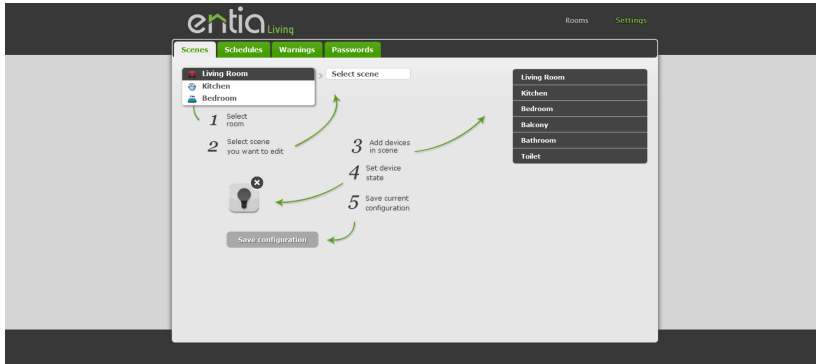 entia Living
Rooms Settings
Scenes Schedules Warnings Passwords
Living Room
Kitchen
Bedroom
Select scene
1 Select
room
2 Select scene
you want to edit
3 Add devices
in scene
4 Set device
state
5 Save current
configuration
Save configuration
Living Room
Kitchen
Bedroom
Balcony
Bathroom
Toilet